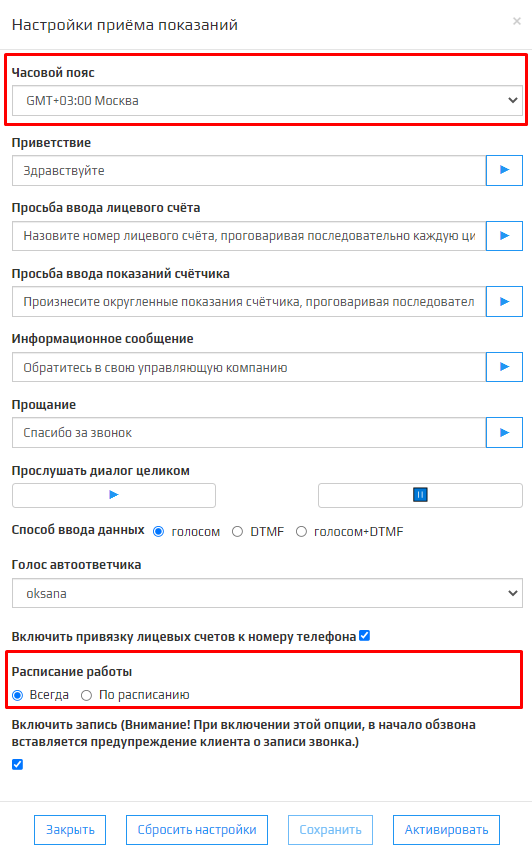 Настройки приёма показаний
×
Часовой пояс
GMT+03:00 Москва
Приветствие
Здравствуйте
Просьба ввода лицевого счёта
Назовите номер лицевого счёта, проговаривая последовательно каждую ци
Просьба ввода показаний счётчика
Произнесите округленные показания счётчика, проговаривая последовател
Информационное сообщение
Обратитесь в свою управляющую компанию
Прощание
Спасибо за звонок
Прослушать диалог целиком
Способ ввода данных голосом DTMF голосом+DTMF
Голос автоответчика
oksana
Включить привязку лицевых счетов к номеру телефона
Расписание работы
Всегда По расписанию
Включить запись (Внимание! При включении этой опции, в начало обзвона
вставляется предупреждение клиента о записи звонка.)
Закрыть Сбросить настройки Сохранить Активировать